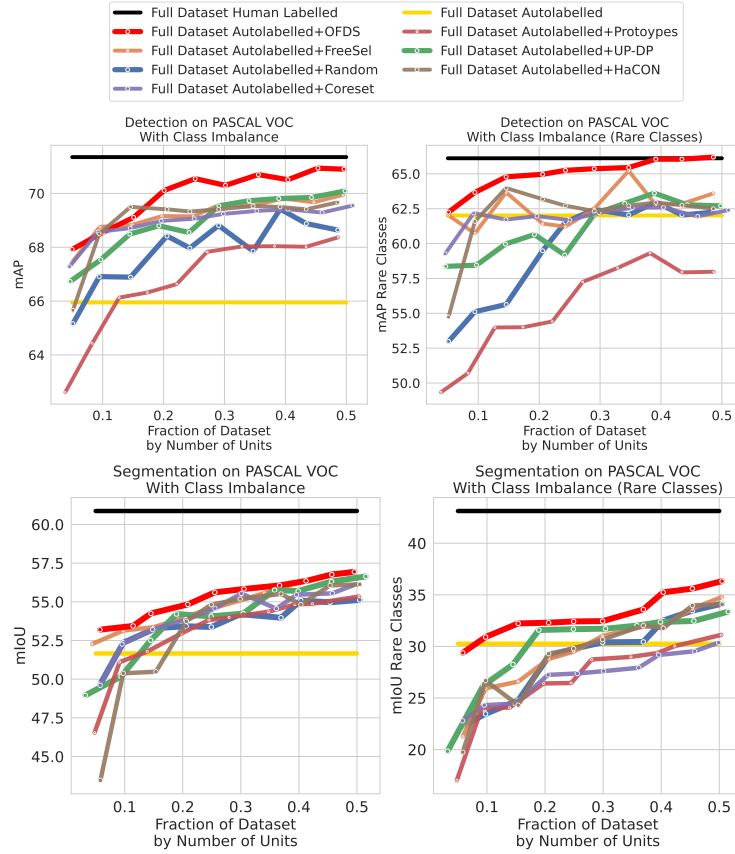 Full Dataset Human Labelled
Full Dataset Autolabelled
Full Dataset Autolabelled+OFDS
Full Dataset Autolabelled+Protoypes
Full Dataset Autolabelled+FreeSel
Full Dataset Autolabelled+UP-DP
Full Dataset Autolabelled+Random
Full Dataset Autolabelled+HaCON
Full Dataset Autolabelled+Coreset
Detection on PASCAL VOC
With Class Imbalance
mAP
70
68
66
64
0.1 0.2 0.3 0.4 0.5
Fraction of Dataset
by Number of Units
Detection on PASCAL VOC
With Class Imbalance (Rare Classes)
mAP Rare Classes
65.0
62.5
60.0
57.5
55.0
52.5
50.0
0.1 0.2 0.3 0.4 0.5
Fraction of Dataset
by Number of Units
Segmentation on PASCAL VOC
With Class Imbalance
mIoU
60.0
57.5
55.0
52.5
50.0
47.5
45.0
0.1 0.2 0.3 0.4 0.5
Fraction of Dataset
by Number of Units
Segmentation on PASCAL VOC
With Class Imbalance (Rare Classes)
mIoU Rare Classes
40
35
30
25
20
0.1 0.2 0.3 0.4 0.5
Fraction of Dataset
by Number of Units